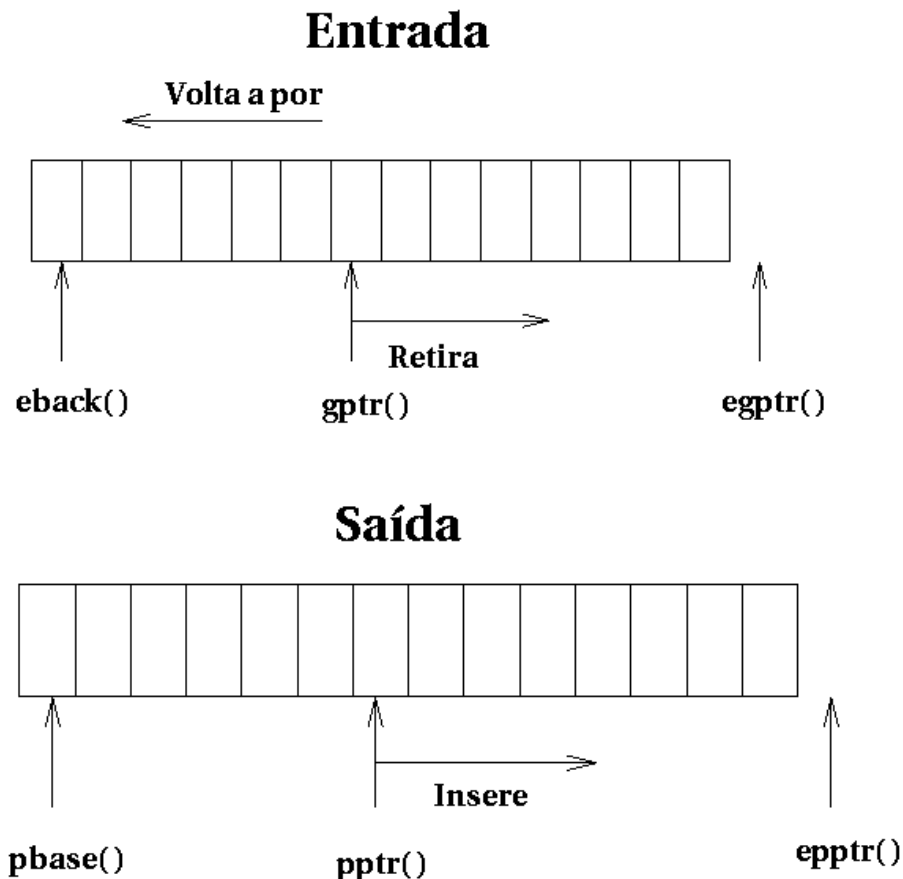 Entrada
Volta a por
Retira
eback()
gptr()
egptr()
Saída
Insere
pbase()
pptr()
epptr()